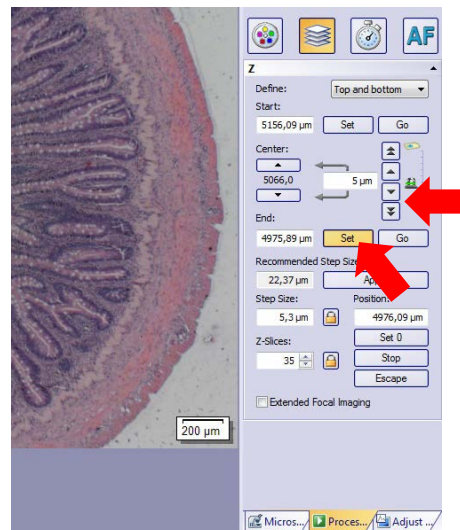 AF
Z
Define: Top and bottom
Start:
5156,09 µm Set Go
Center:
5066,0 5 µm
End:
4975,89 µm Set Go
Recommended Step Siz
22,37 µm Ap
Step Size: Position:
5,3 µm 4976,09 µm
Z-Slices: Set 0
35 Stop
Escape
Extended Focal Imaging
200 µm
Micros... Proces... Adjust ...